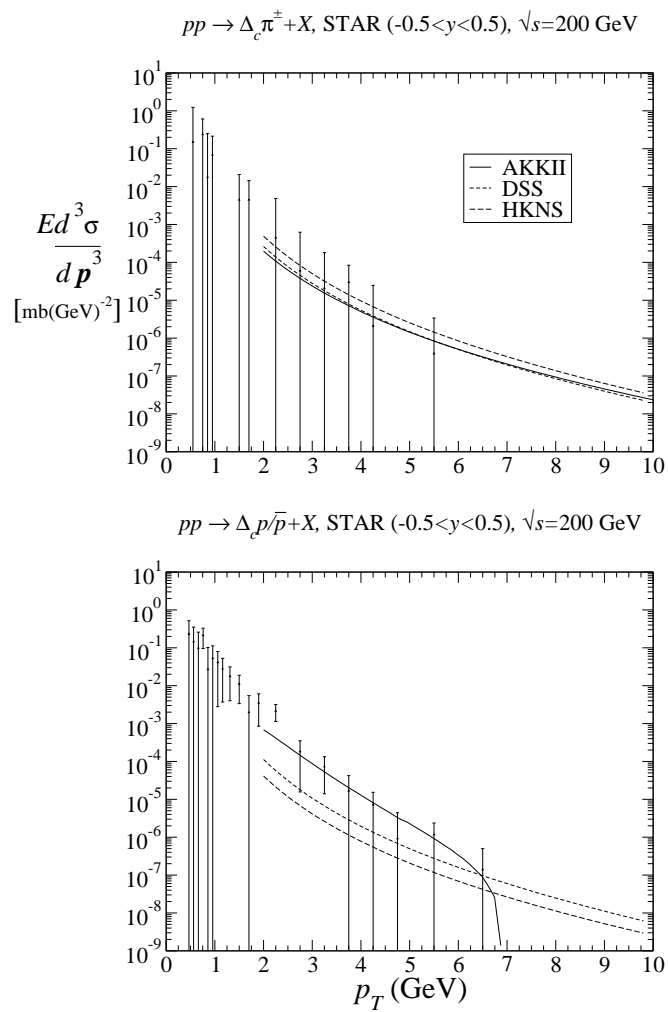 pp → Δ_c π^± + X, STAR (-0.5<y<0.5), √s=200 GeV
10^1
10^0
10^-1
10^-2
10^-3
10^-4
10^-5
10^-6
10^-7
10^-8
10^-9
Ed^3σ
dp^3
[mb(GeV)^-2]
AKKII
DSS
HKNS
0 1 2 3 4 5 6 7 8 9 10
pp → Δ_c p/p̅ + X, STAR (-0.5<y<0.5), √s=200 GeV
10^1
10^0
10^-1
10^-2
10^-3
10^-4
10^-5
10^-6
10^-7
10^-8
10^-9
0 1 2 3 4 5 6 7 8 9 10
p_T (GeV)